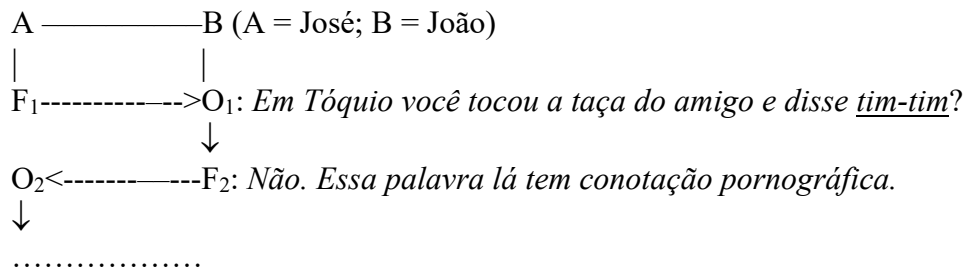 A ——————B (A = José; B = João)
| |
F₁----------–-->O₁: Em Tóquio você tocou a taça do amigo e disse tim-tim?
↓
O₂<-------——---F₂: Não. Essa palavra lá tem conotação pornográfica.
↓
………………